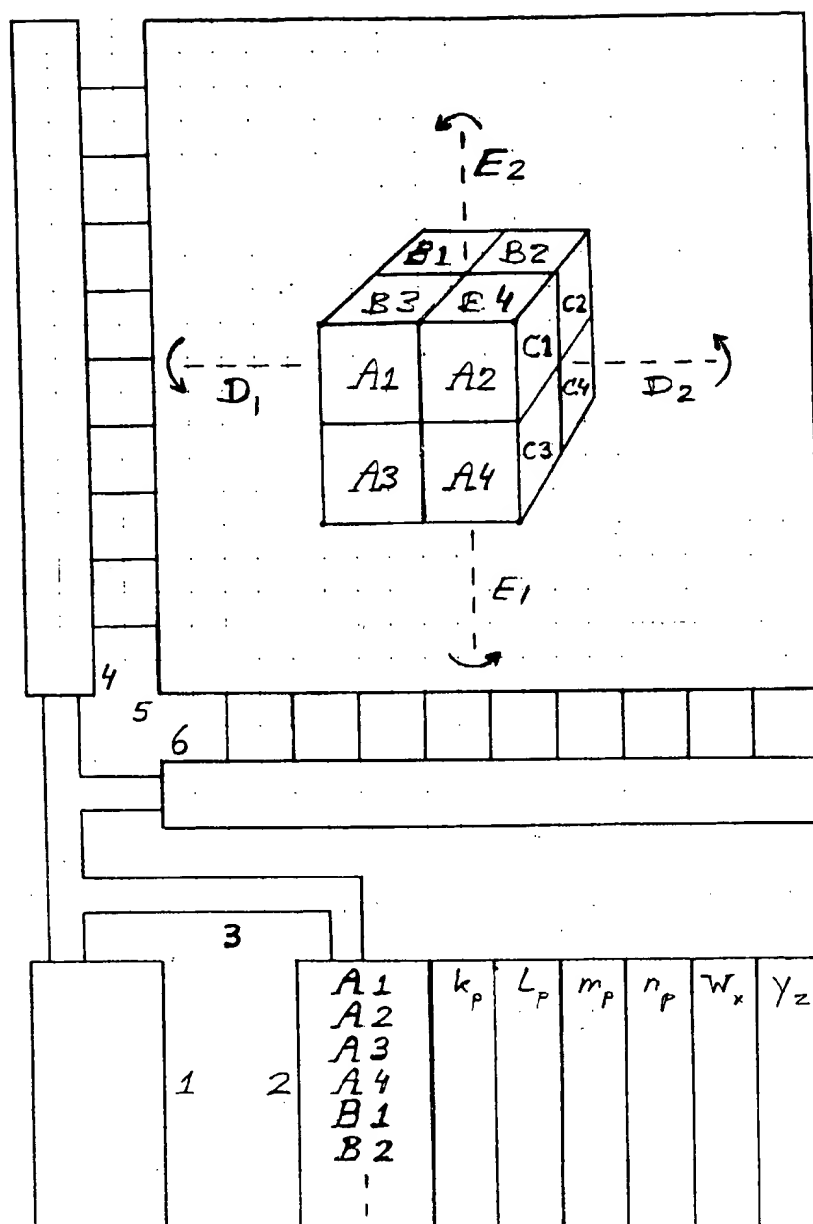 E2
B1 B2
B3 E4
C2
C1
A1 A2
D1 D2
C4
C3
A3 A4
E1
4
5
6
3
A1 kp Lp mp np Wx Yz
A2
A3
1 2 A4
B1
B2